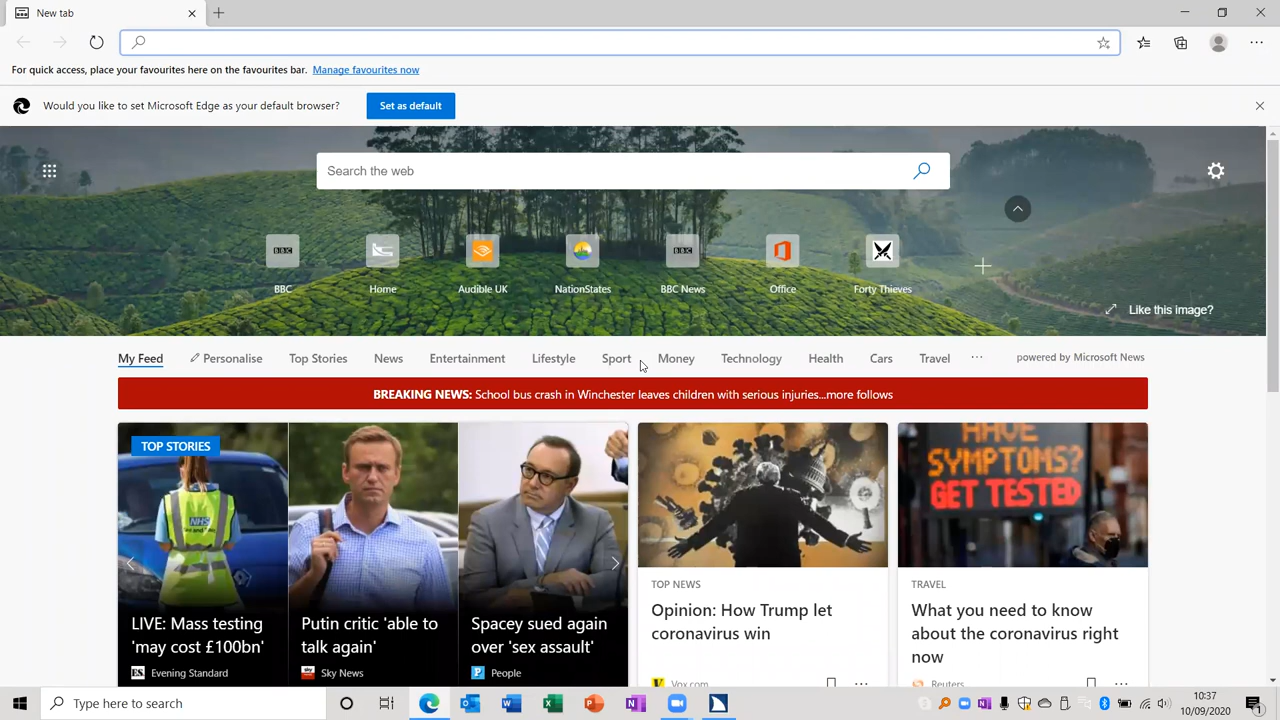 New tab
For quick access, place your favourites here on the favourites bar. Manage favourites now
Would you like to set Microsoft Edge as your default browser? Set as default
Search the web
BBC
BBC
BBC Home Audible UK NationStates BBC News Office Forty Thieves
Like this image?
My Feed Personalise Top Stories News Entertainment Lifestyle Sport Money Technology Health Cars Travel ... powered by Microsoft News
BREAKING NEWS: School bus crash in Winchester leaves children with serious injuries...more follows
TOP STORIES
NHS
LIVE: Mass testing 'may cost £100bn'
ES Evening Standard
Putin critic 'able to talk again'
sky news Sky News
Spacey sued again over 'sex assault'
P People
TOP NEWS
Opinion: How Trump let coronavirus win
V Vox.com
HAVE
SYMPTOMS?
GET TESTED
TRAVEL
What you need to know about the coronavirus right now
Reuters
Type here to search
10:37
10/09/2020
1